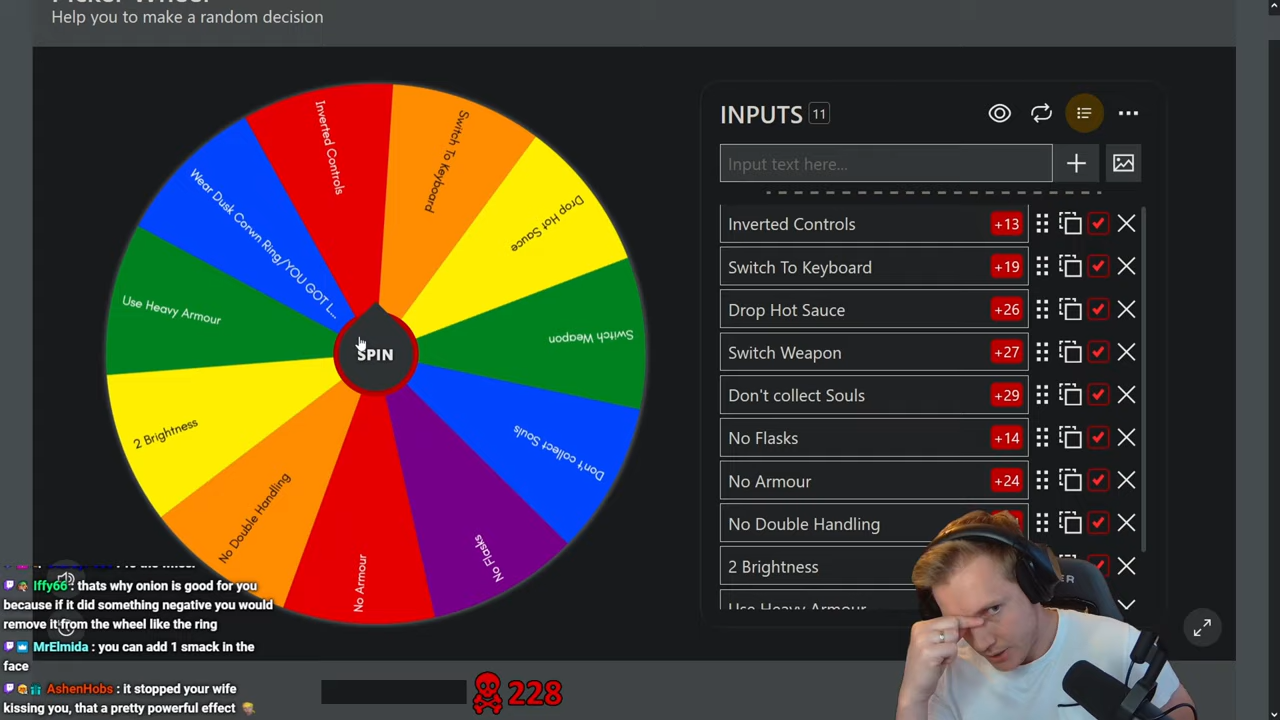 Picker Wheel
Help you to make a random decision
INPUTS 11
Input text here...
Inverted Controls +13
Switch To Keyboard +19
Drop Hot Sauce +26
Switch Weapon +27
Don't collect Souls +29
No Flasks +14
No Armour +24
No Double Handling
2 Brightness
Use Heavy Armour
Inverted Controls
Switch To Keyboard
Drop Hot Sauce
Switch Weapon
Don't collect Souls
No Flasks
No Armour
No Double Handling
2 Brightness
Use Heavy Armour
Wear Dusk Corwn Ring/YOU GOT L...
SPIN
Iffy66: thats why onion is good for you
because if it did something negative you would
remove it from the wheel like the ring
MrElmida: you can add 1 smack in the
face
AshenHobs: it stopped your wife
kissing you, that a pretty powerful effect
228